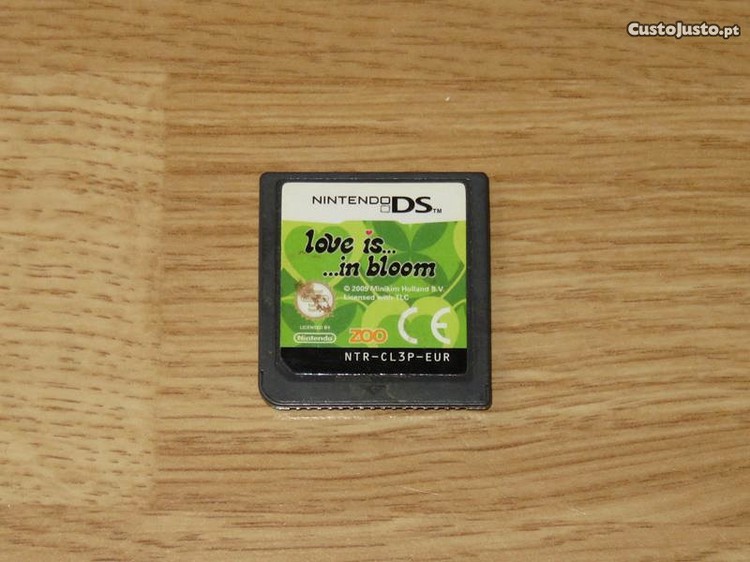 CustoJusto.pt
NINTENDO DS™
love is...
...in bloom
© 2009 Minikim Holland B.V
Licensed with TLC
LICENSED BY
Nintendo
ZOO
CE
NTR-CL3P-EUR